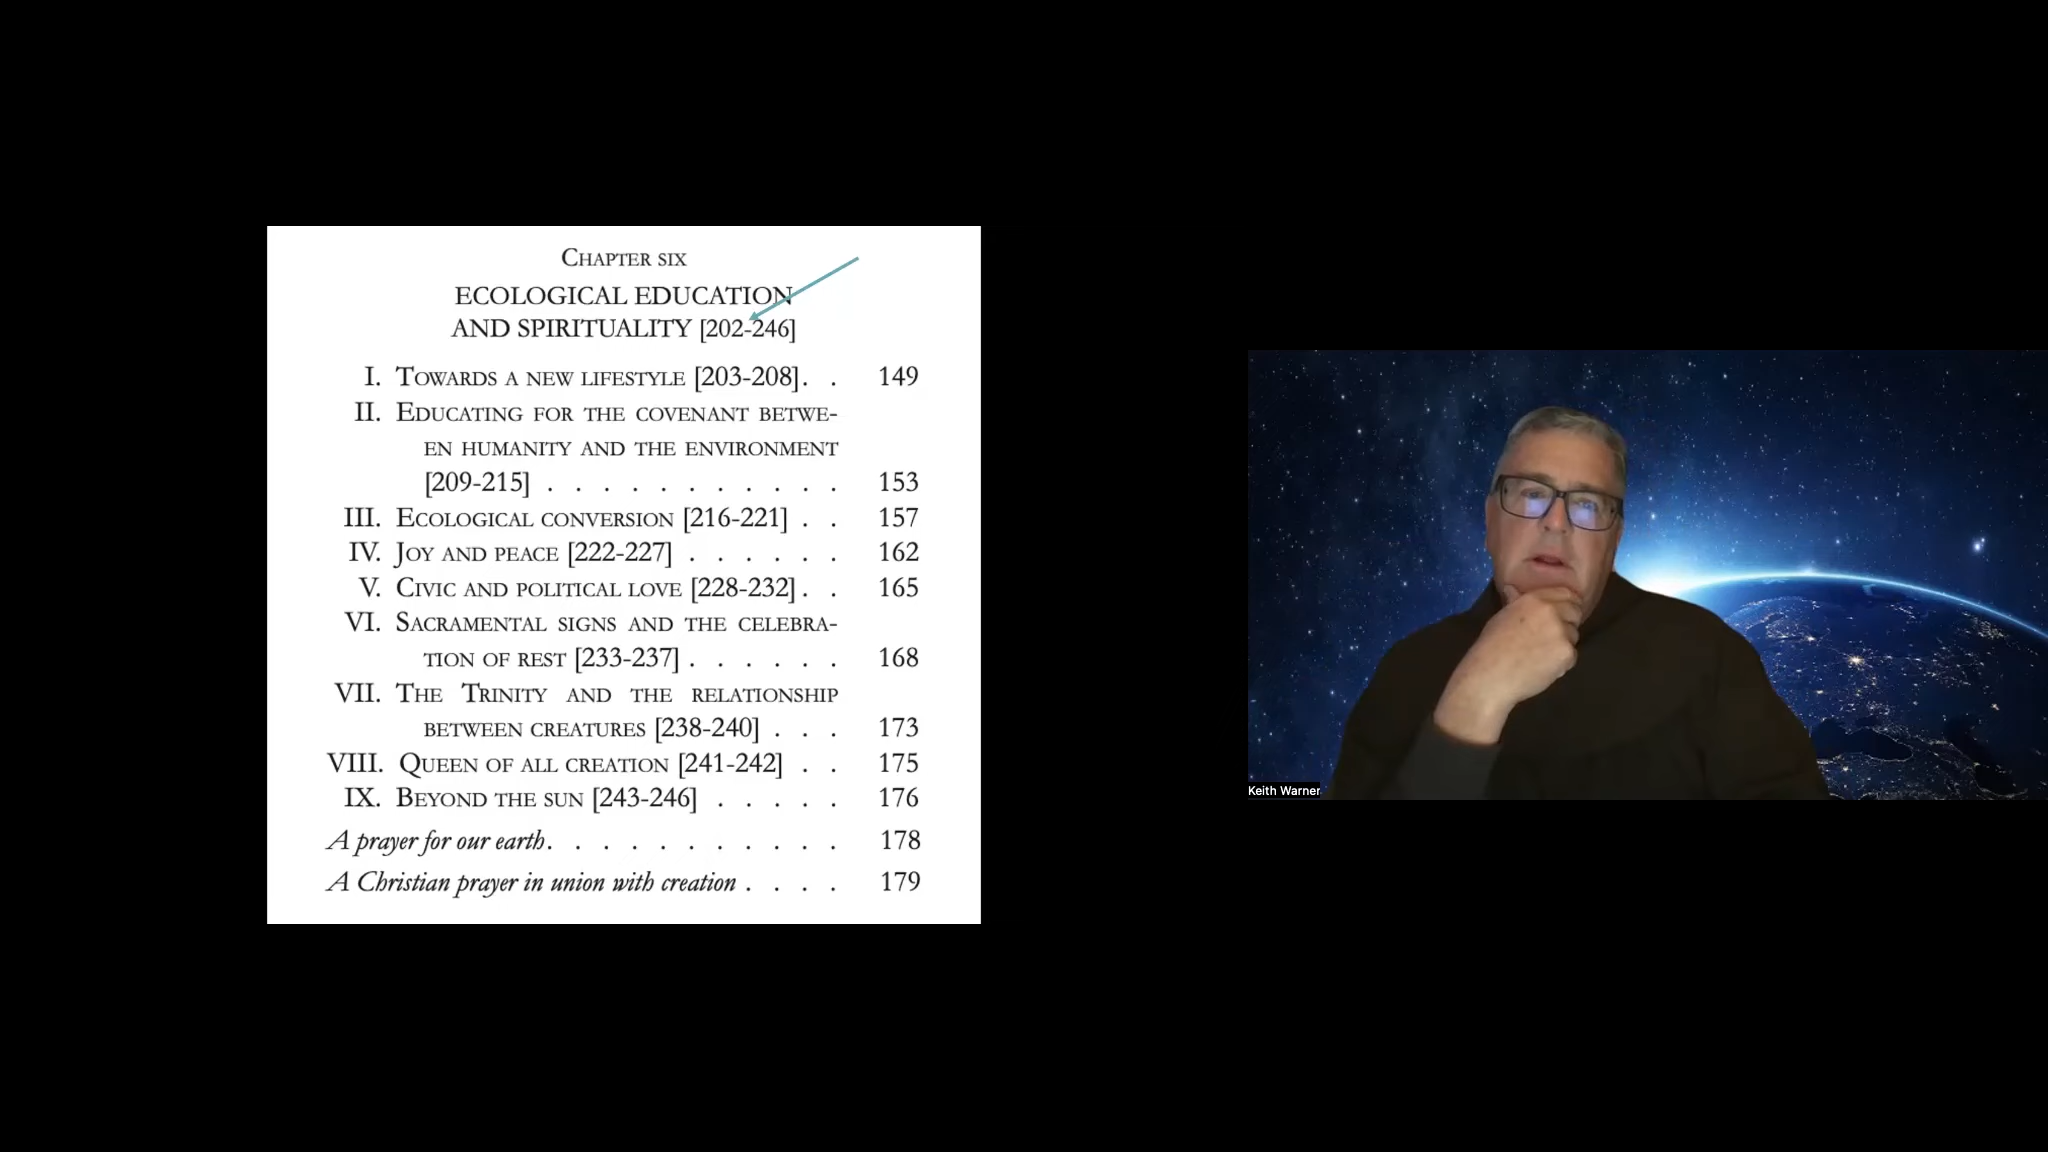 CHAPTER SIX
ECOLOGICAL EDUCATION
AND SPIRITUALITY [202-246]
I. TOWARDS A NEW LIFESTYLE [203-208]. . 149
II. EDUCATING FOR THE COVENANT BETWE-
EN HUMANITY AND THE ENVIRONMENT
[209-215] . . . . . . . . . . . 153
III. ECOLOGICAL CONVERSION [216-221] . . 157
IV. JOY AND PEACE [222-227] . . . . . . 162
V. CIVIC AND POLITICAL LOVE [228-232]. . 165
VI. SACRAMENTAL SIGNS AND THE CELEBRA-
TION OF REST [233-237] . . . . . . 168
VII. THE TRINITY AND THE RELATIONSHIP
BETWEEN CREATURES [238-240] . . . 173
VIII. QUEEN OF ALL CREATION [241-242] . . 175
IX. BEYOND THE SUN [243-246] . . . . . 176
A prayer for our earth. . . . . . . . . . . 178
A Christian prayer in union with creation . . . . 179
Keith Warner